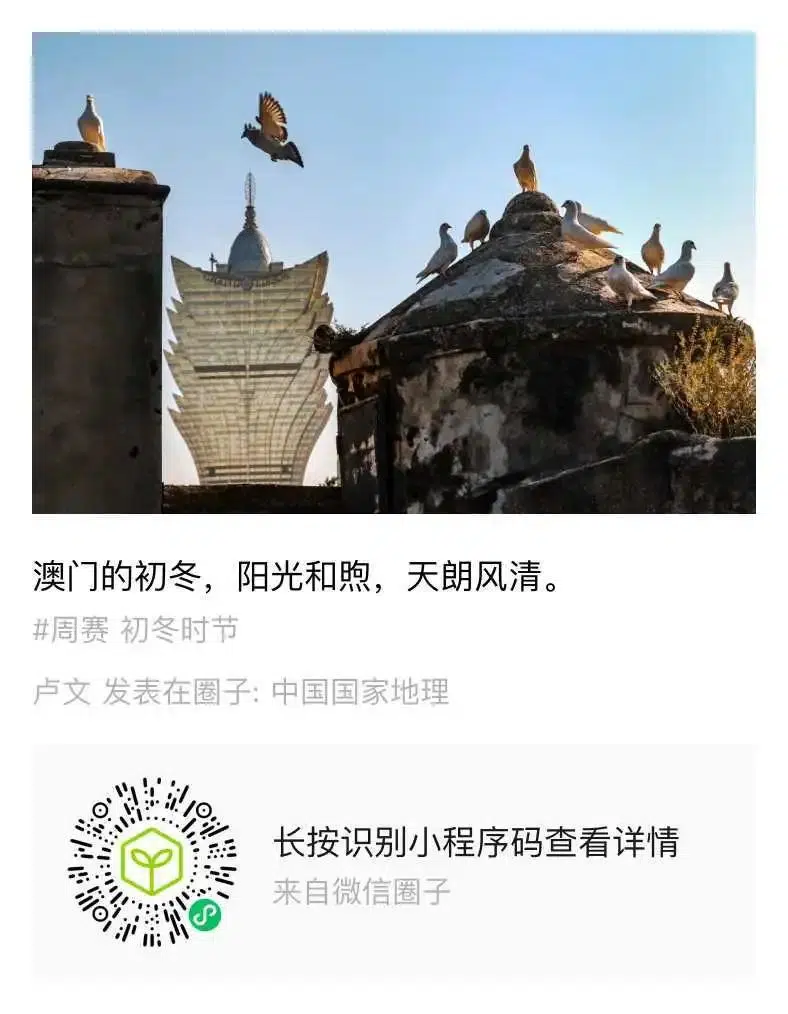 澳门的初冬，阳光和煦，天朗风清。
#周赛 初冬时节
卢文 发表在圈子: 中国国家地理
长按识别小程序码查看详情
来自微信圈子